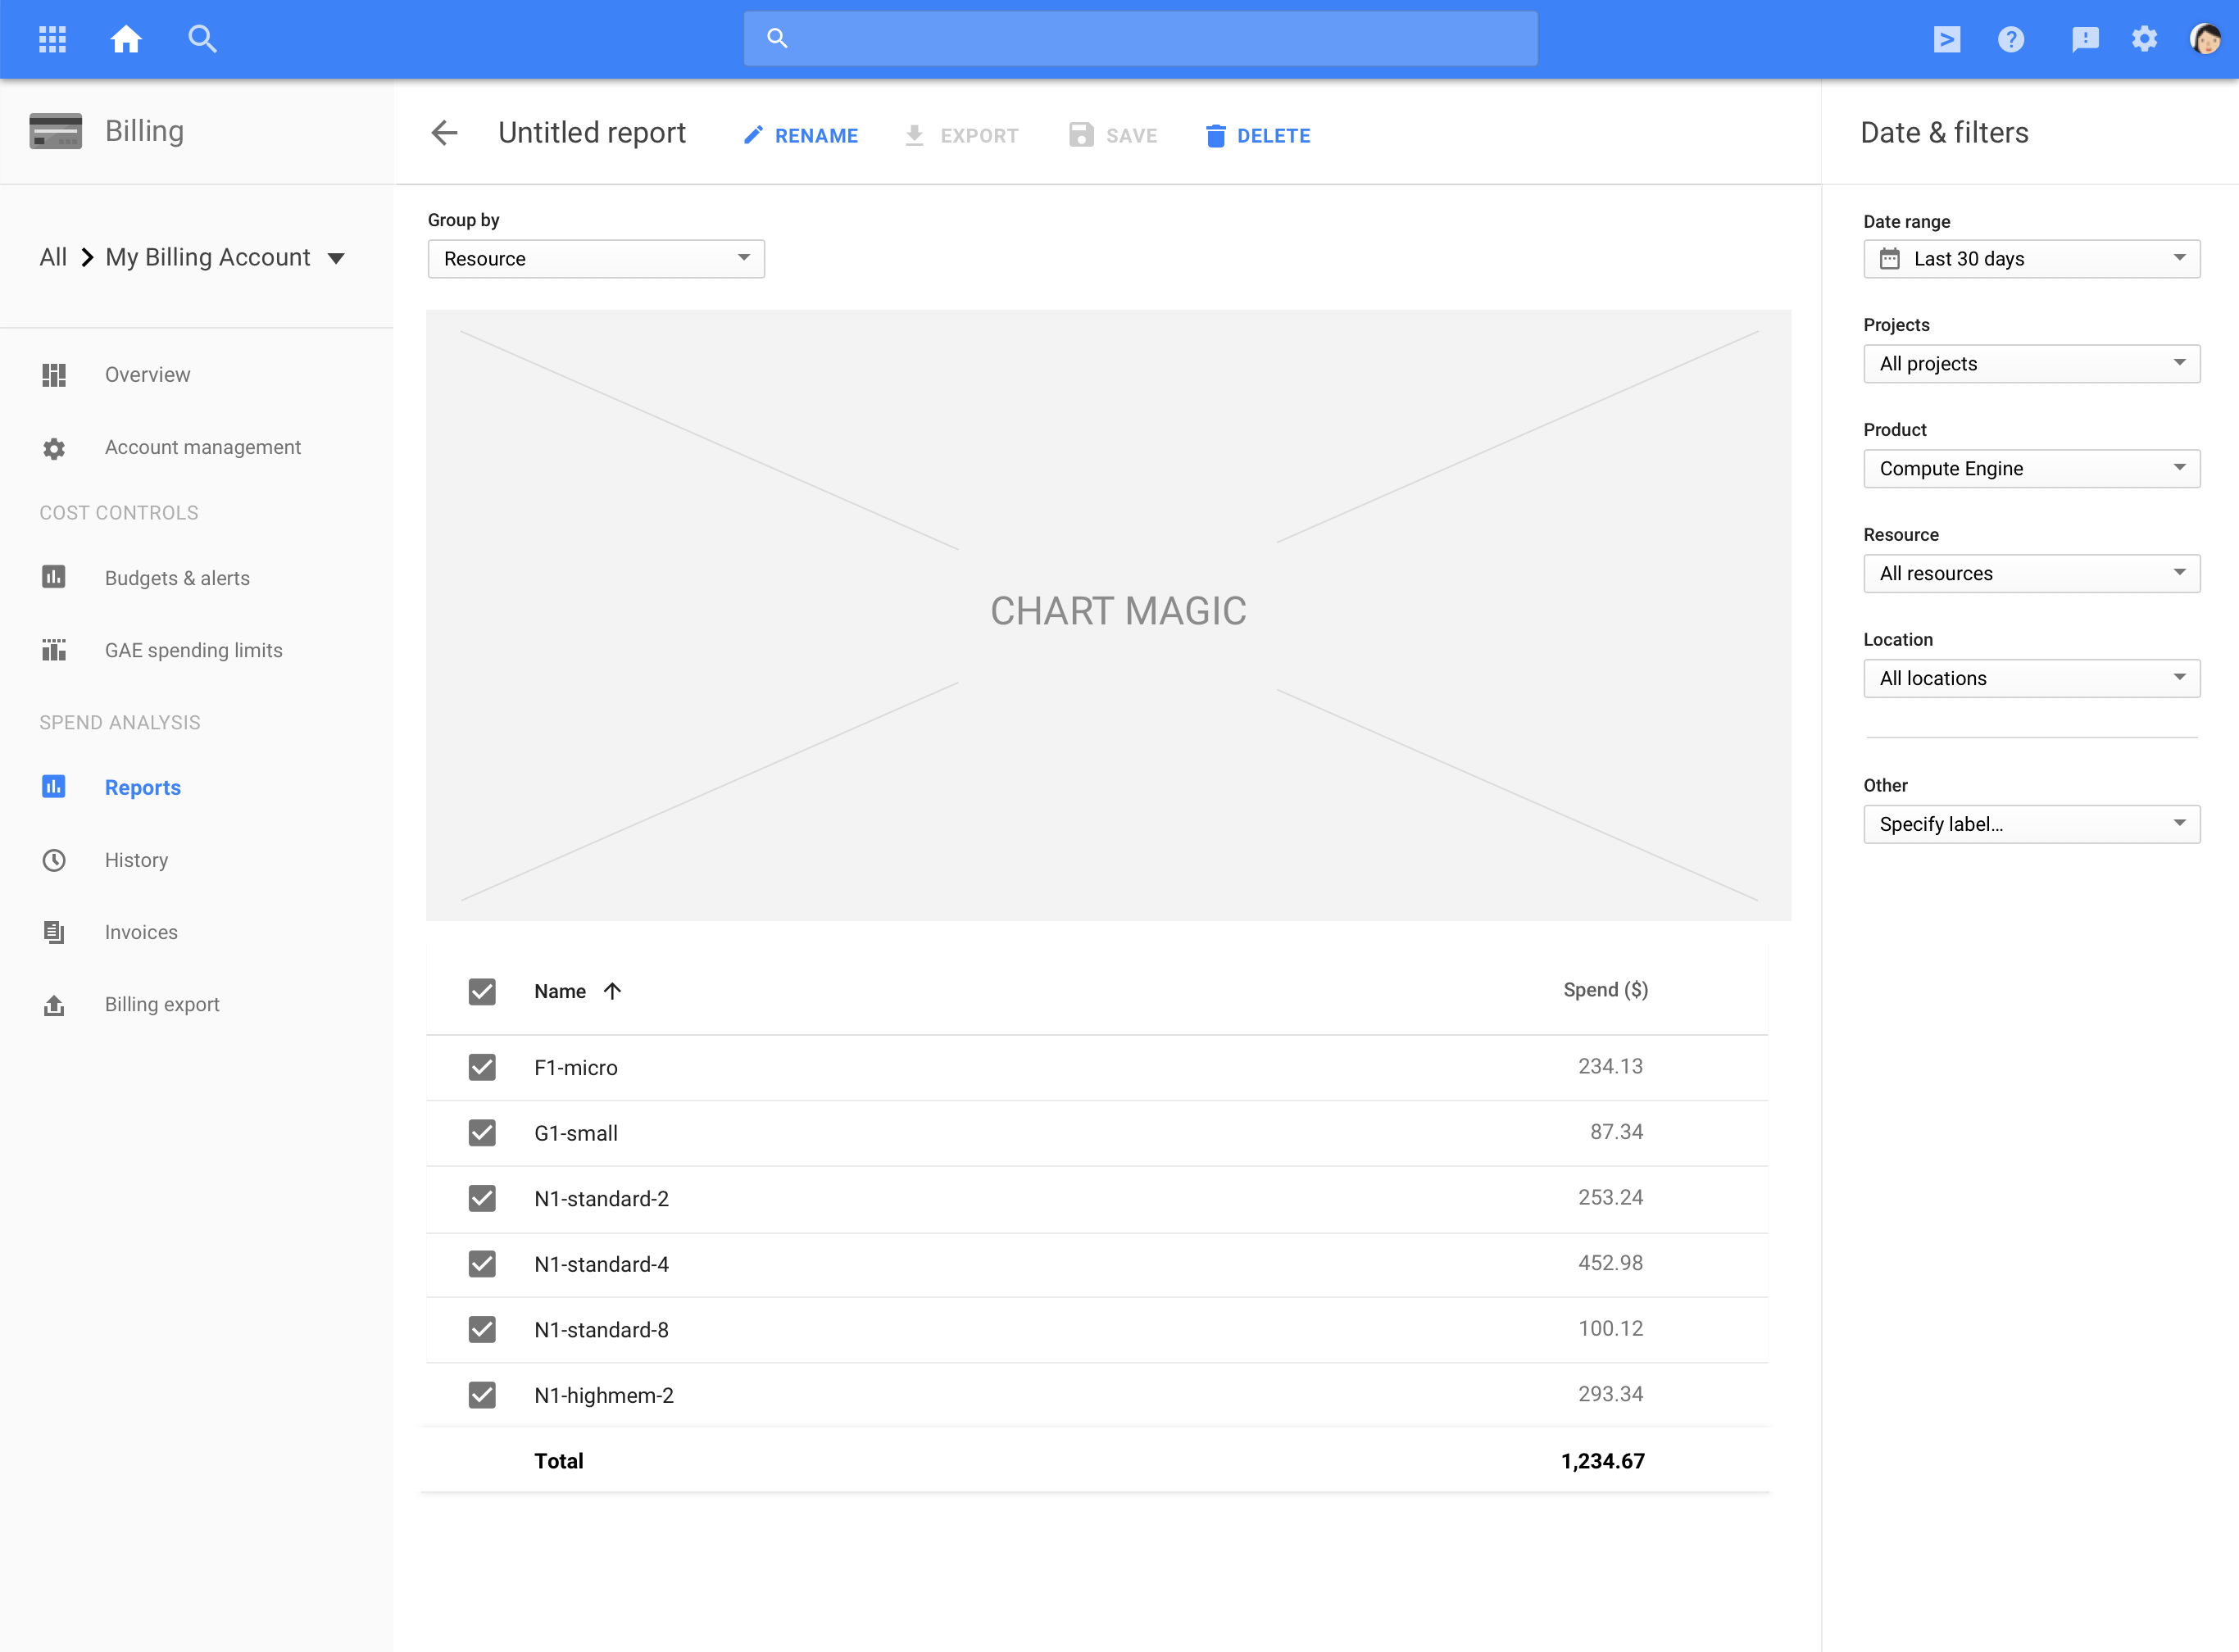 Billing
Untitled report
RENAME
EXPORT
SAVE
DELETE
Date & filters
All
My Billing Account
Overview
Account management
COST CONTROLS
Budgets & alerts
GAE spending limits
SPEND ANALYSIS
Reports
History
Invoices
Billing export
Group by
Resource
CHART MAGIC
Name Spend ($)
F1-micro 234.13
G1-small 87.34
N1-standard-2 253.24
N1-standard-4 452.98
N1-standard-8 100.12
N1-highmem-2 293.34
Total 1,234.67
Date range
Last 30 days
Projects
All projects
Product
Compute Engine
Resource
All resources
Location
All locations
Other
Specify label...